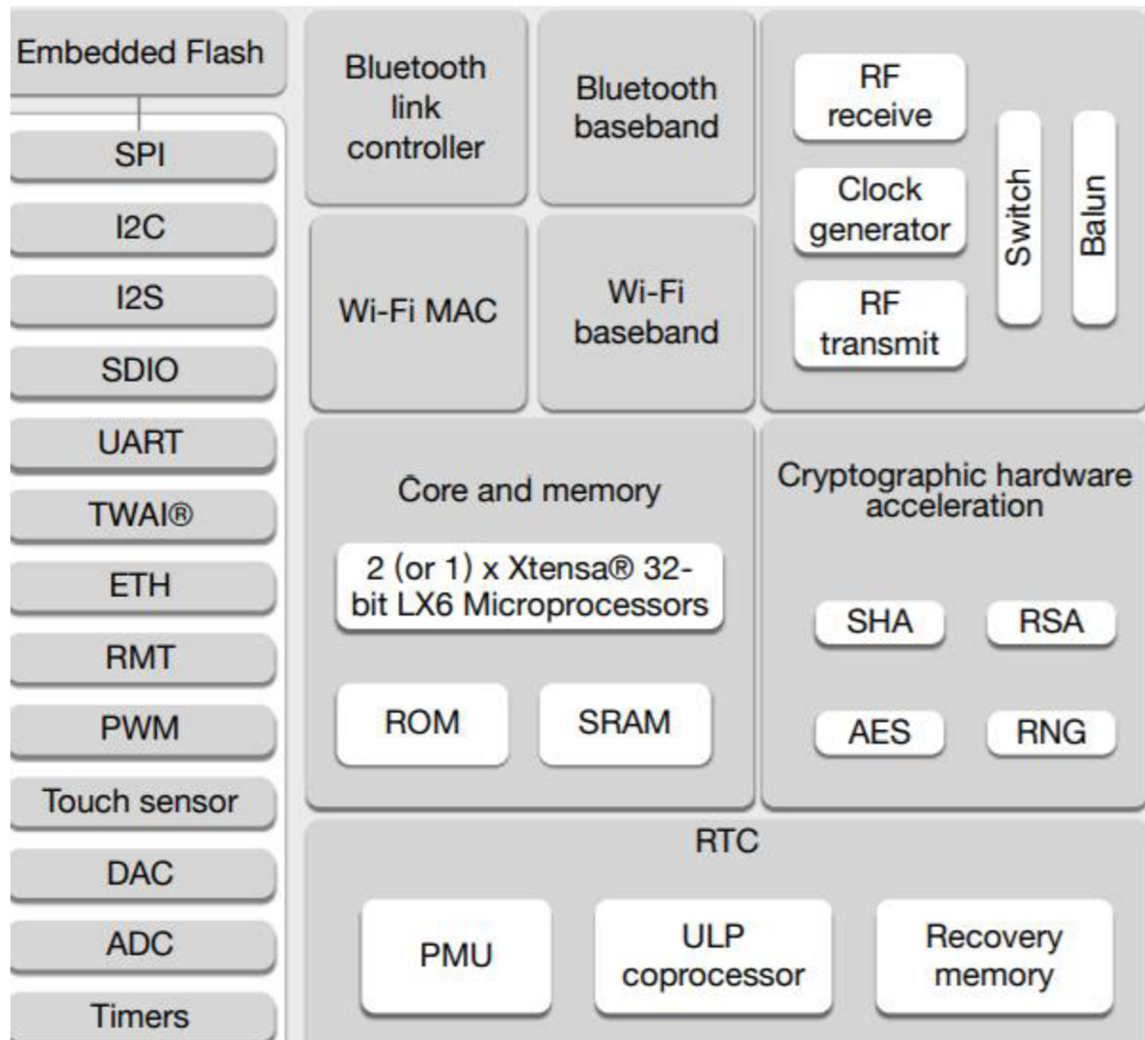 Embedded Flash
SPI
I2C
I2S
SDIO
UART
TWAI®
ETH
RMT
PWM
Touch sensor
DAC
ADC
Timers
Bluetooth
link
controller
Bluetooth
baseband
Wi-Fi MAC
Wi-Fi
baseband
RF
receive
Clock
generator
RF
transmit
Switch
Balun
Core and memory
2 (or 1) x Xtensa® 32-
bit LX6 Microprocessors
ROM
SRAM
Cryptographic hardware
acceleration
SHA
RSA
AES
RNG
RTC
PMU
ULP
coprocessor
Recovery
memory